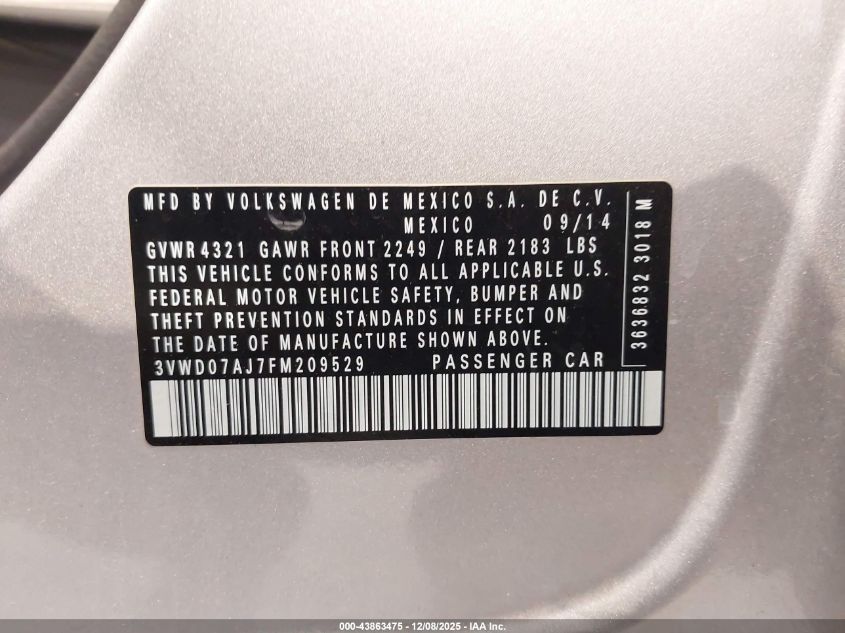 MFD BY VOLKSWAGEN DE MEXICO S.A. DE C.V.
MEXICO 09/14
GVWR 4321 GAWR FRONT 2249 / REAR 2183 LBS
THIS VEHICLE CONFORMS TO ALL APPLICABLE U.S.
FEDERAL MOTOR VEHICLE SAFETY, BUMPER AND
THEFT PREVENTION STANDARDS IN EFFECT ON
THE DATE OF MANUFACTURE SHOWN ABOVE.
3VWD07AJ7FM209529 PASSENGER CAR
3636832 3018 M
000-43863475 - 12/08/2025 - IAA Inc.